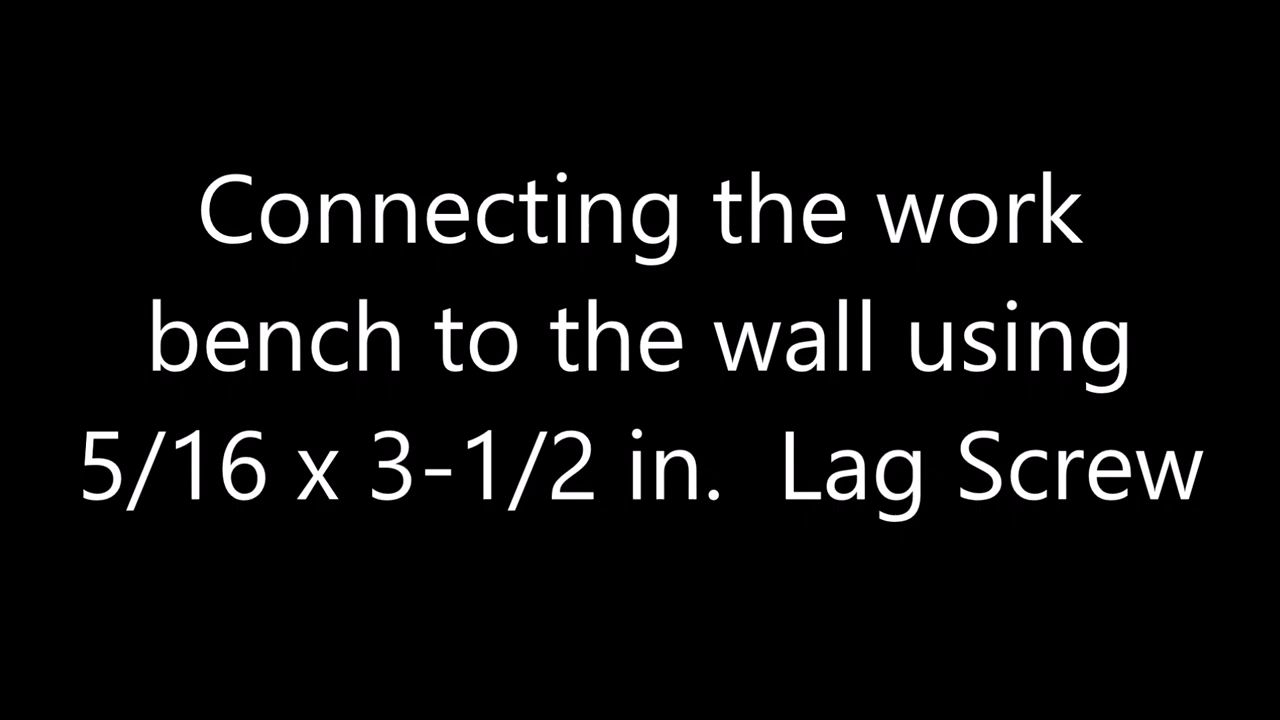 Connecting the work
bench to the wall using
5/16 x 3-1/2 in.  Lag Screw